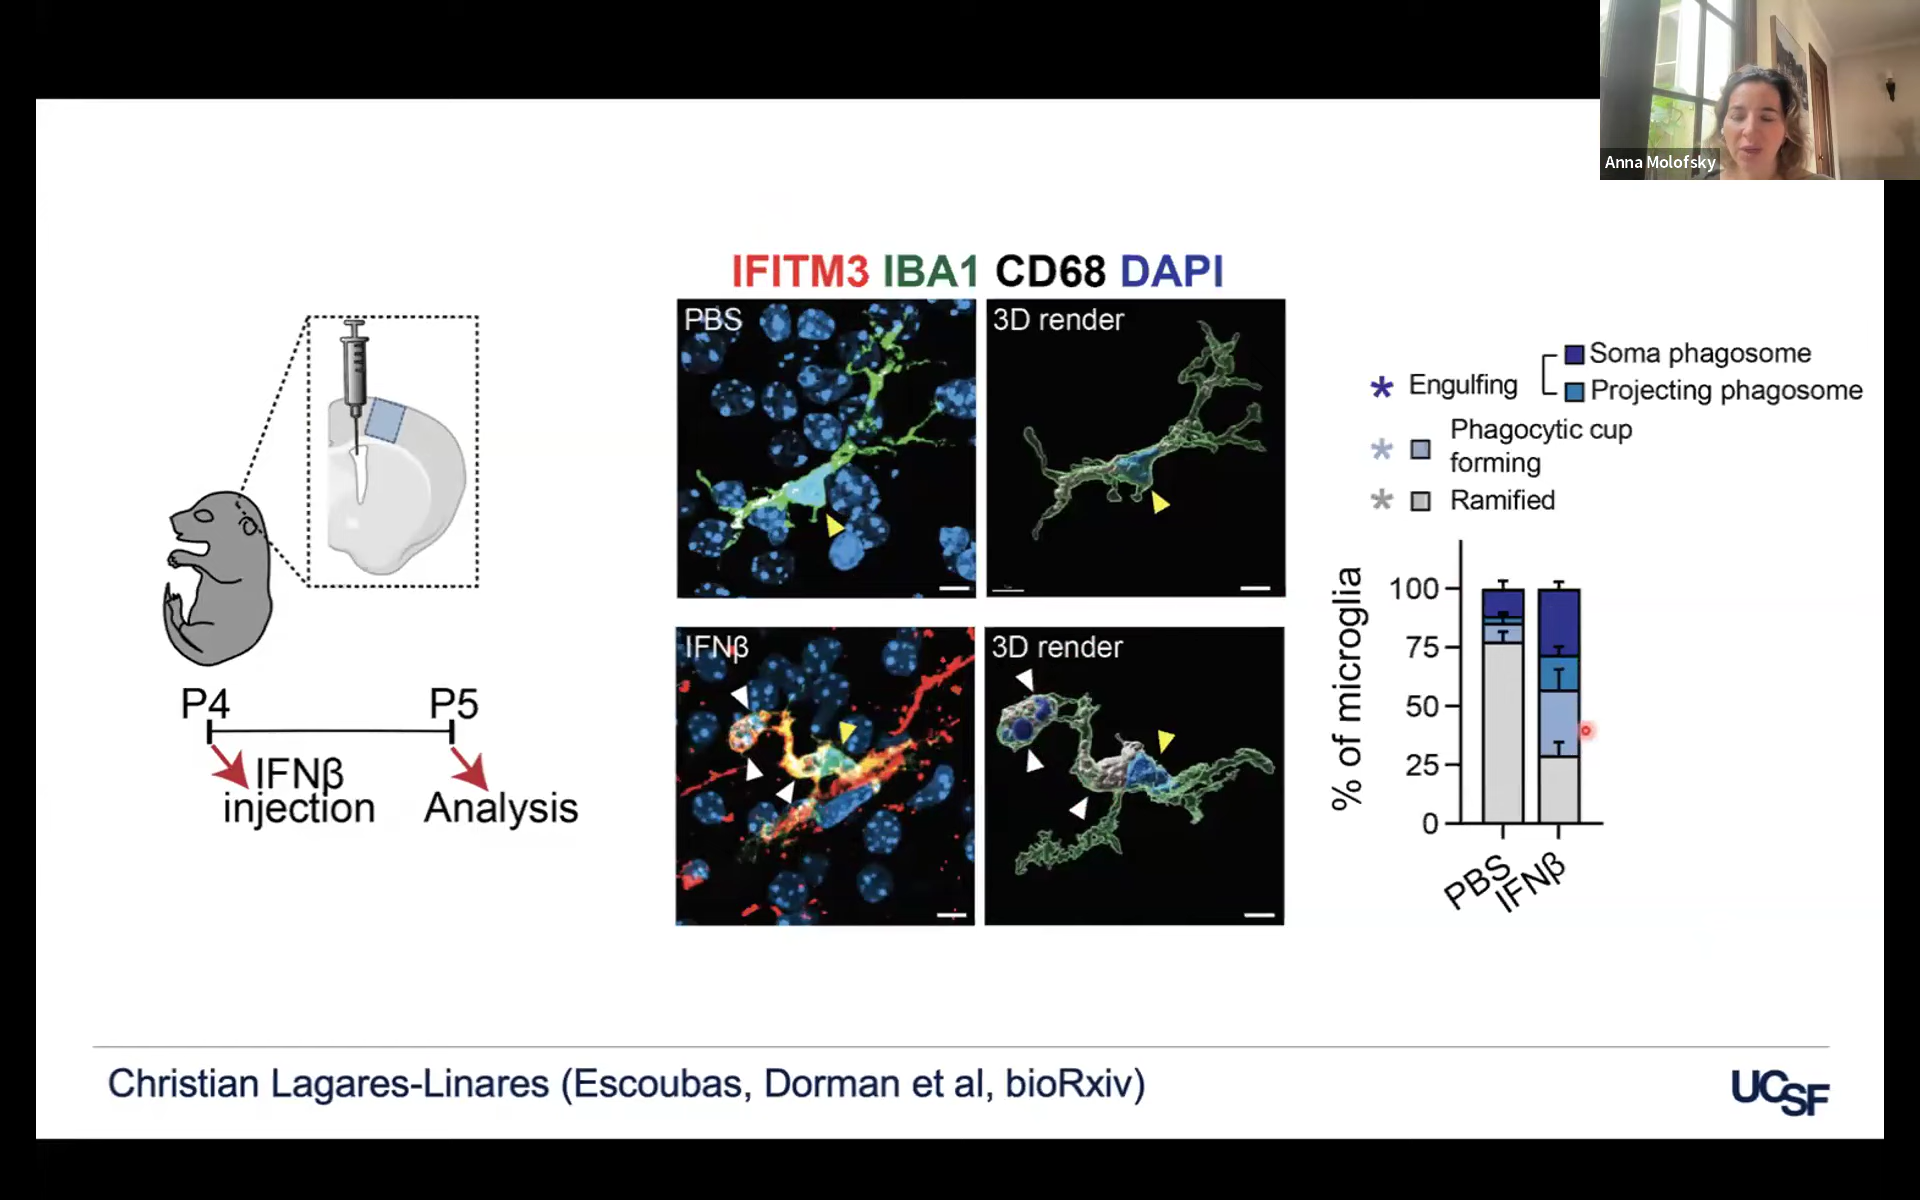 Anna Molofsky
IFITM3 IBA1 CD68 DAPI
PBS
3D render
IFNβ
3D render
P4
P5
IFNβ
injection
Analysis
* Engulfing
Soma phagosome
Projecting phagosome
* Phagocytic cup
forming
* Ramified
% of microglia
100
75
50
25
0
PBS
IFNβ
Christian Lagares-Linares (Escoubas, Dorman et al, bioRxiv)
UCSF